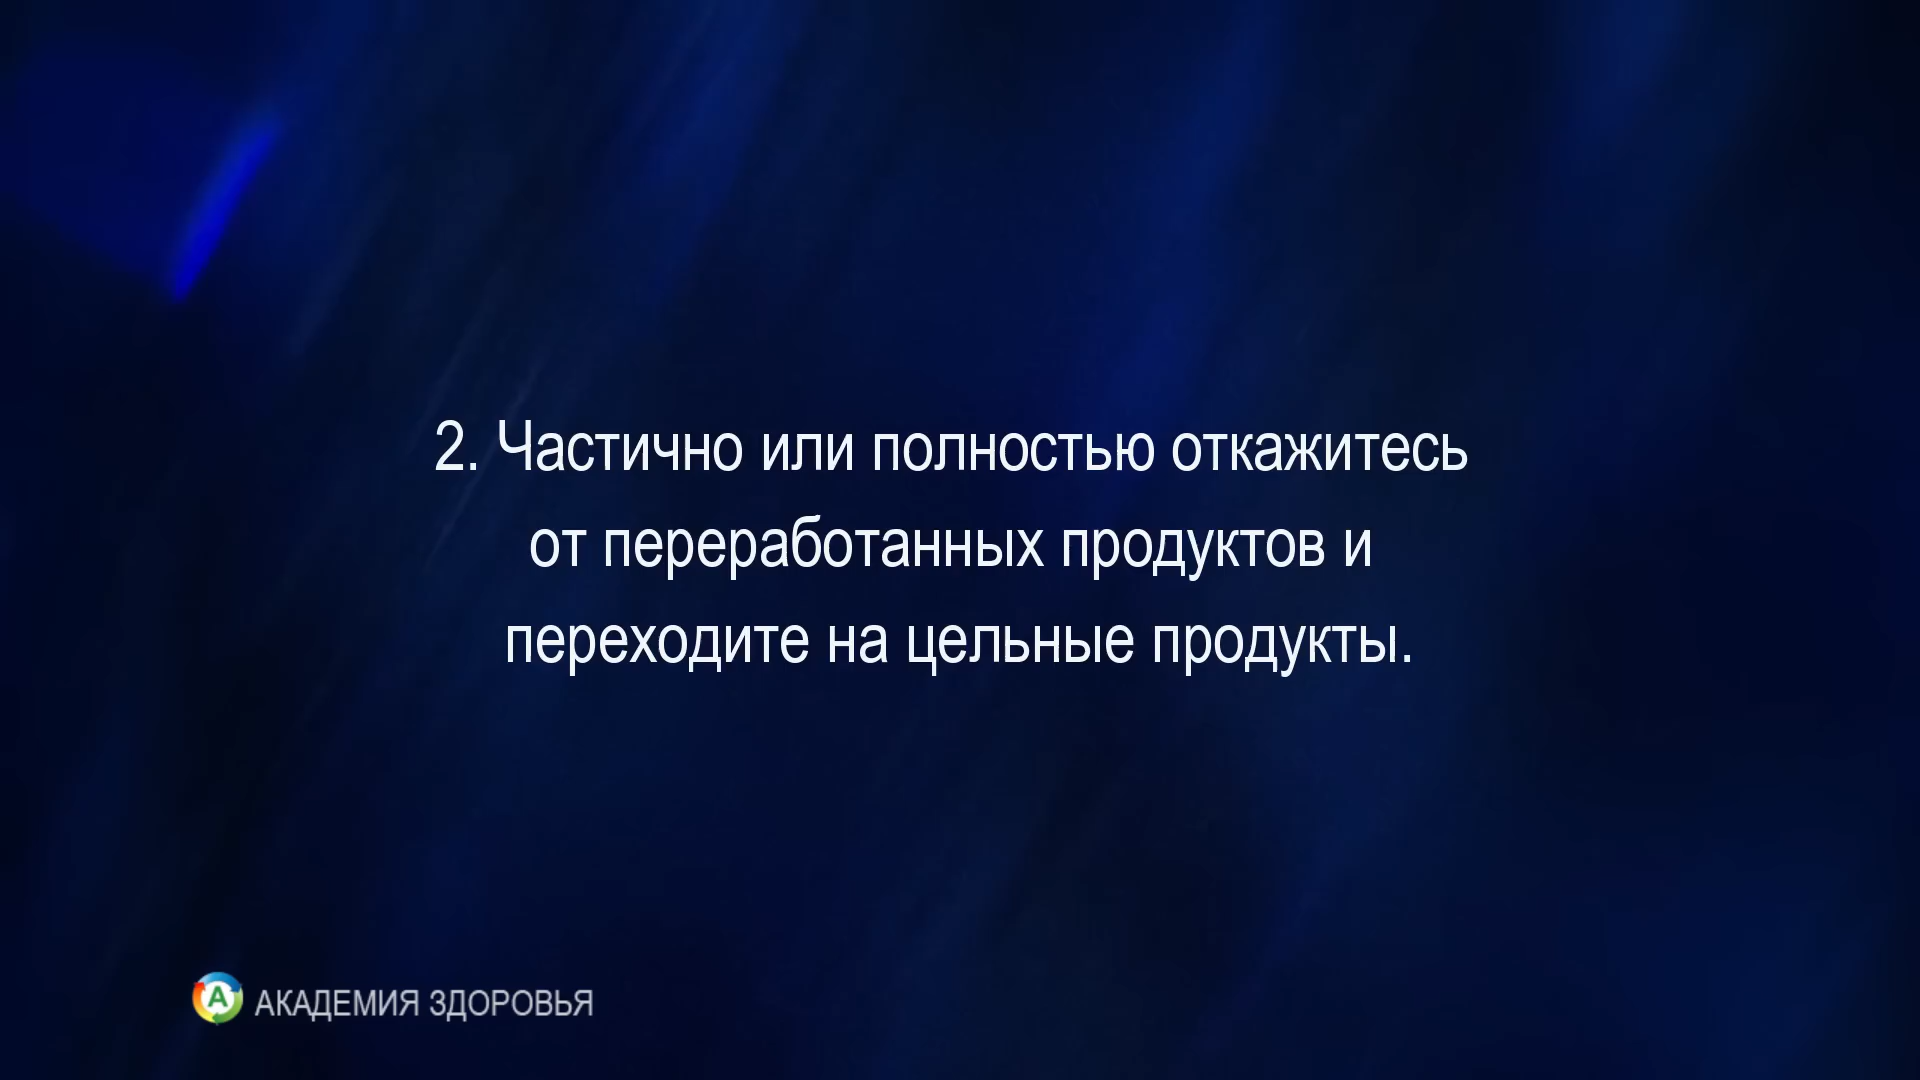 2. Частично или полностью откажитесь
от переработанных продуктов и
переходите на цельные продукты.
А АКАДЕМИЯ ЗДОРОВЬЯ